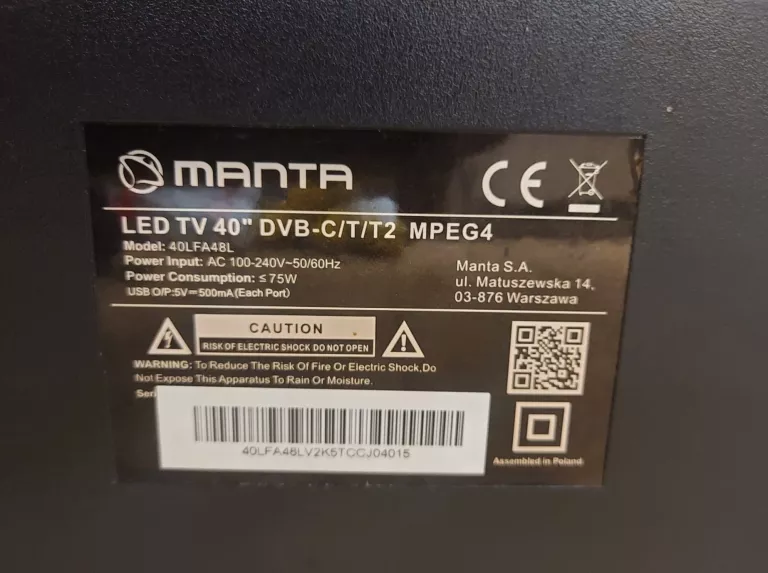 MANTA
CE
LED TV 40" DVB-C/T/T2 MPEG4
Model: 40LFA48L
Power Input: AC 100-240V~50/60Hz
Power Consumption: ≤75W
USB O/P:5V⎓500mA(Each Port)
Manta S.A.
ul. Matuszewska 14,
03-876 Warszawa
CAUTION
RISK OF ELECTRIC SHOCK DO NOT OPEN
WARNING: To Reduce The Risk Of Fire Or Electric Shock,Do
Not Expose This Apparatus To Rain Or Moisture.
Seri
40LFA48LV2K5TCCJ04015
Assembled in Poland